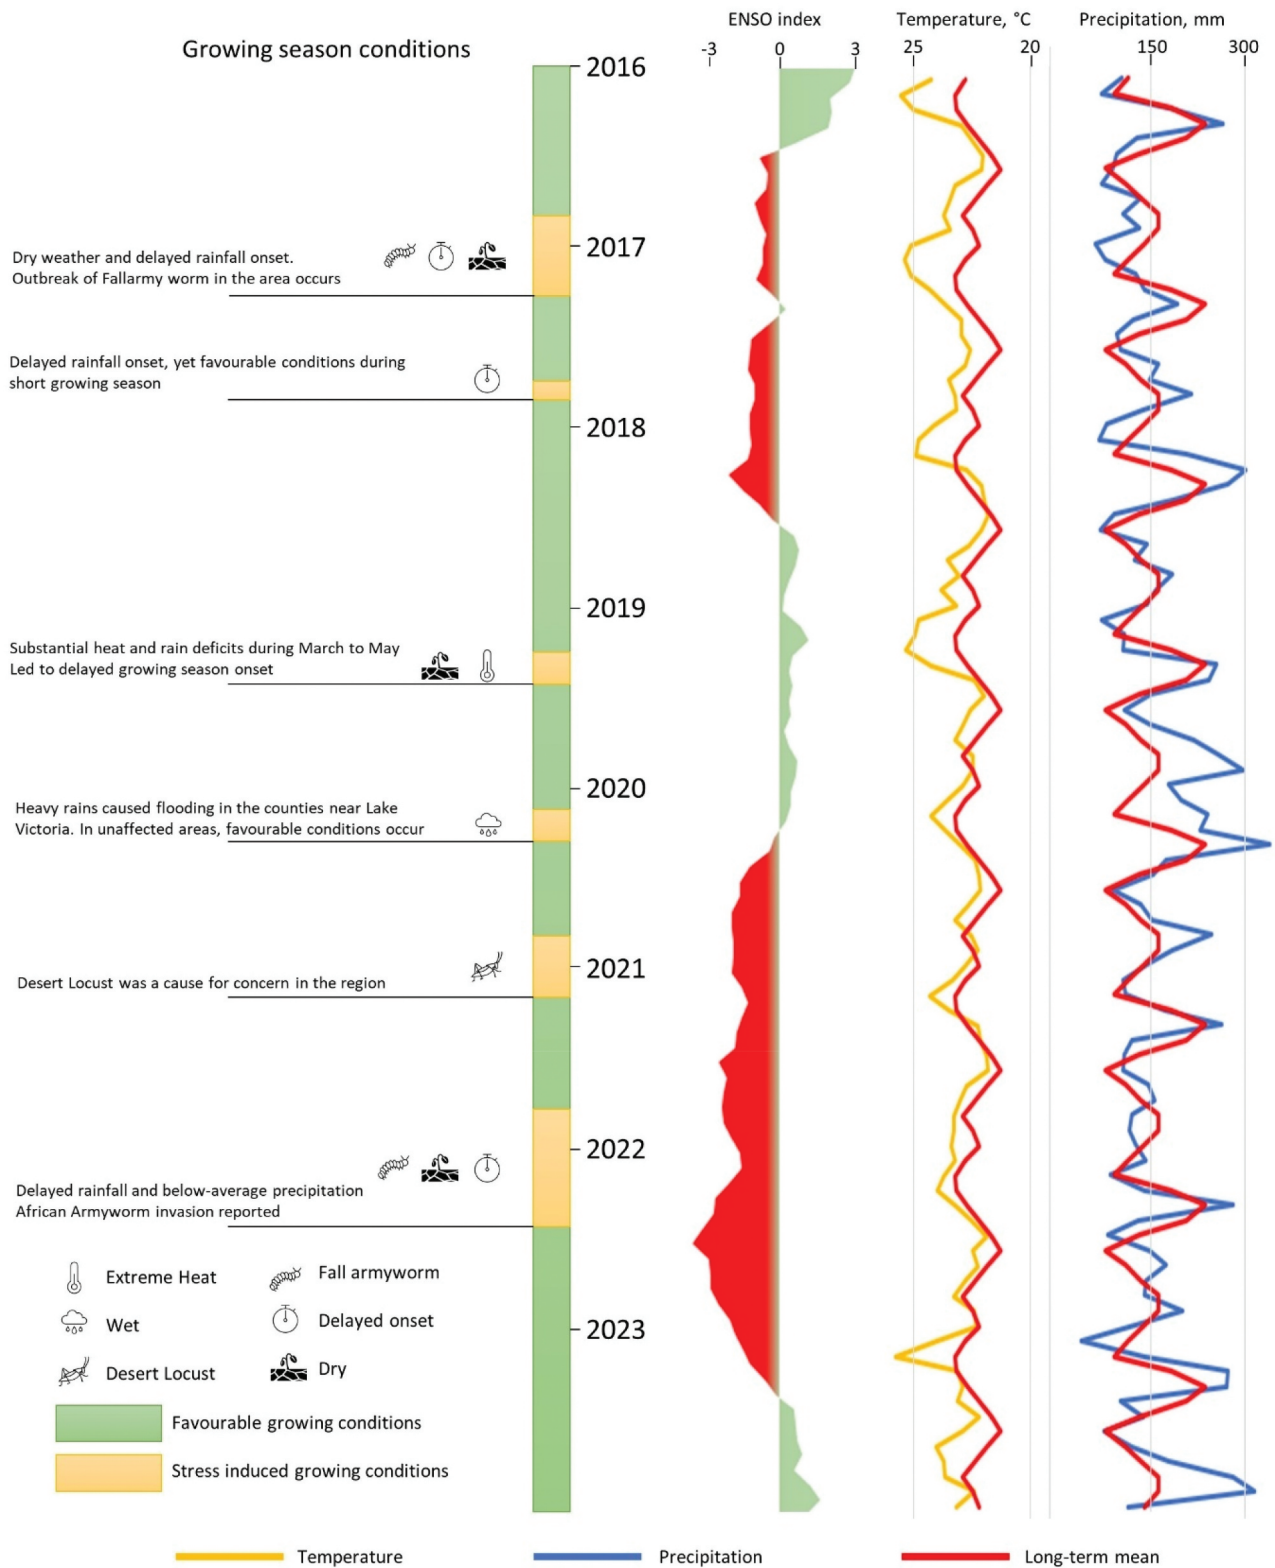 ENSO index
Temperature, °C
Precipitation, mm
Growing season conditions
-3 0 3
25 20
150 300
2016
2017
Dry weather and delayed rainfall onset.
Outbreak of Fallarmy worm in the area occurs
Delayed rainfall onset, yet favourable conditions during
short growing season
2018
2019
Substantial heat and rain deficits during March to May
Led to delayed growing season onset
2020
Heavy rains caused flooding in the counties near Lake
Victoria. In unaffected areas, favourable conditions occur
2021
Desert Locust was a cause for concern in the region
2022
Delayed rainfall and below-average precipitation
African Armyworm invasion reported
Extreme Heat
Fall armyworm
Wet
Delayed onset
2023
Desert Locust
Dry
Favourable growing conditions
Stress induced growing conditions
Temperature
Precipitation
Long-term mean